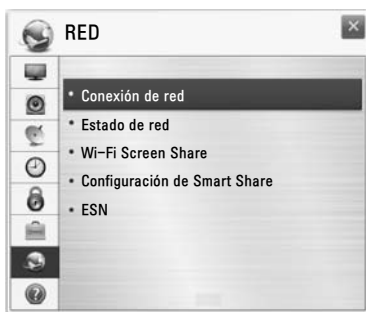 RED
• Conexión de red
• Estado de red
• Wi-Fi Screen Share
• Configuración de Smart Share
• ESN